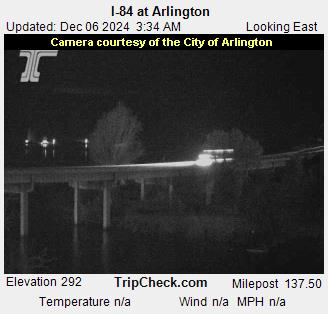 I-84 at Arlington
Updated: Dec 06 2024 3:34 AM Looking East
Camera courtesy of the City of Arlington
Elevation 292 TripCheck.com Milepost 137.50
Temperature n/a Wind n/a MPH n/a